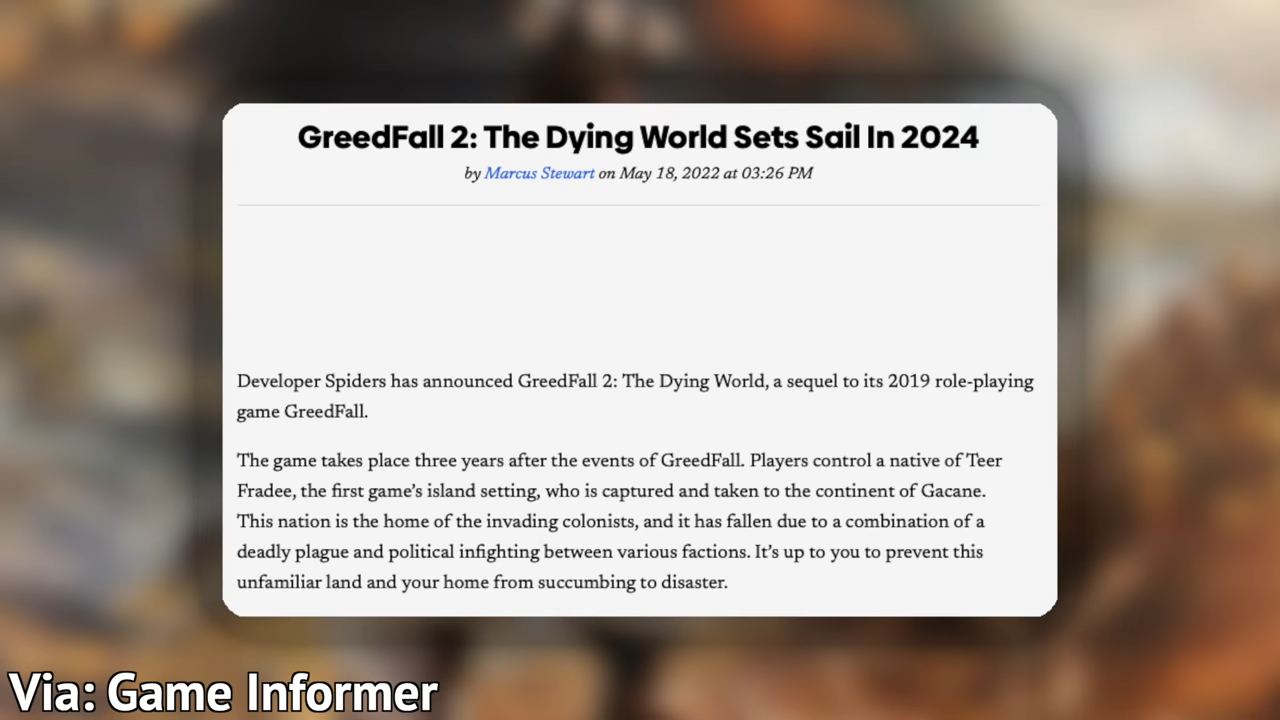 GreedFall 2: The Dying World Sets Sail In 2024
by Marcus Stewart on May 18, 2022 at 03:26 PM
Developer Spiders has announced GreedFall 2: The Dying World, a sequel to its 2019 role-playing
game GreedFall.
The game takes place three years after the events of GreedFall. Players control a native of Teer
Fradee, the first game’s island setting, who is captured and taken to the continent of Gacane.
This nation is the home of the invading colonists, and it has fallen due to a combination of a
deadly plague and political infighting between various factions. It’s up to you to prevent this
unfamiliar land and your home from succumbing to disaster.
Via: Game Informer